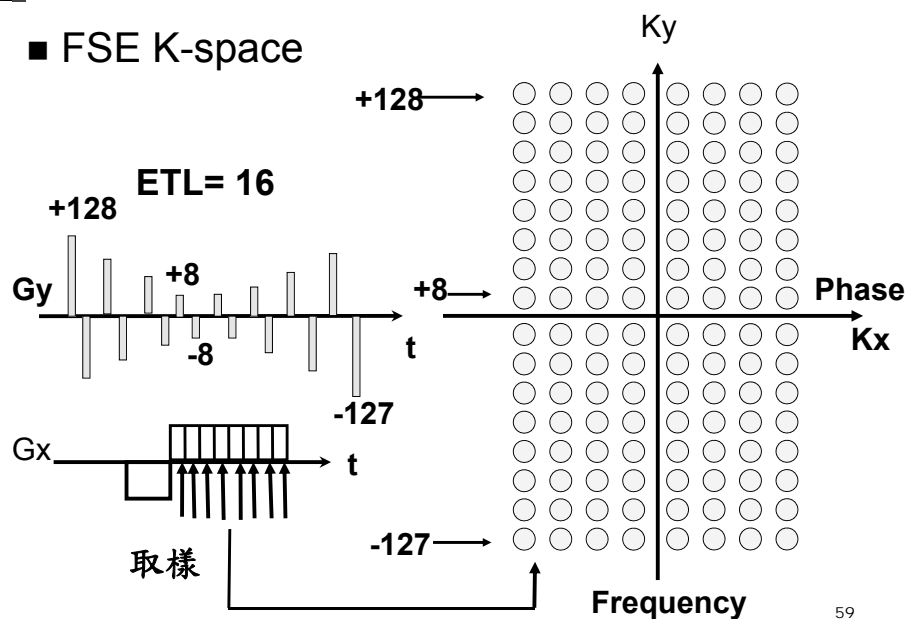 ■ FSE K-space
Ky
+128
ETL= 16
+128
Gy
+8
-8
t
-127
+8
Phase
Kx
Gx
t
取樣
-127
Frequency
59